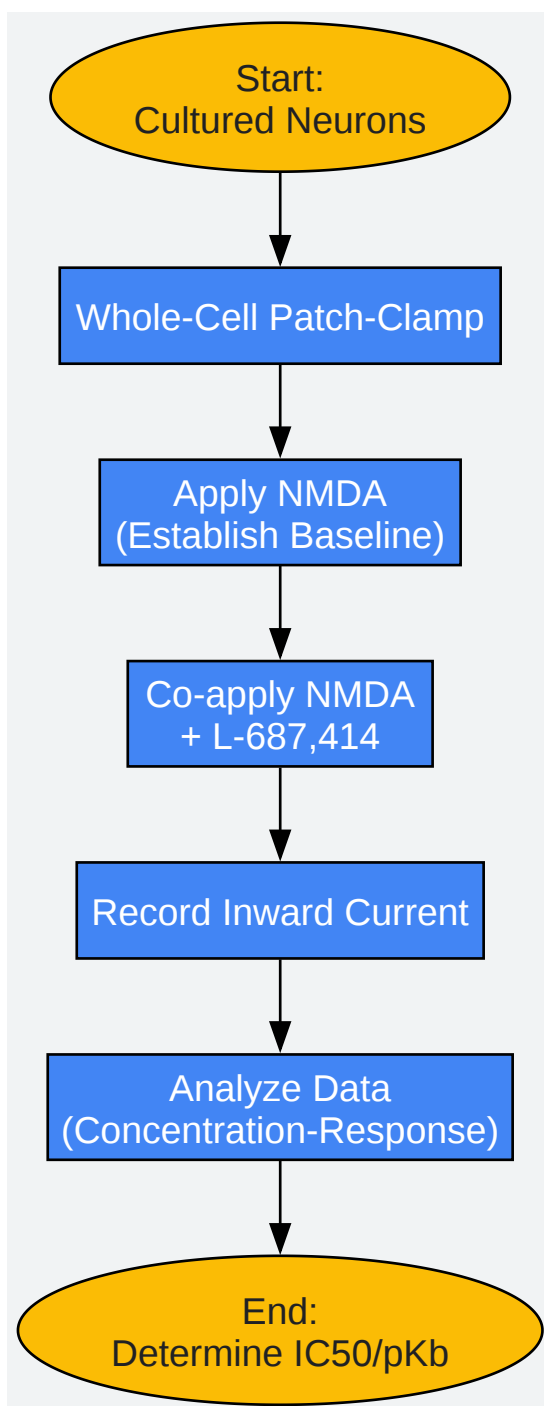 Start:
Cultured Neurons
Whole-Cell Patch-Clamp
Apply NMDA
(Establish Baseline)
Co-apply NMDA
+ L-687,414
Record Inward Current
Analyze Data
(Concentration-Response)
End:
Determine IC50/pKb